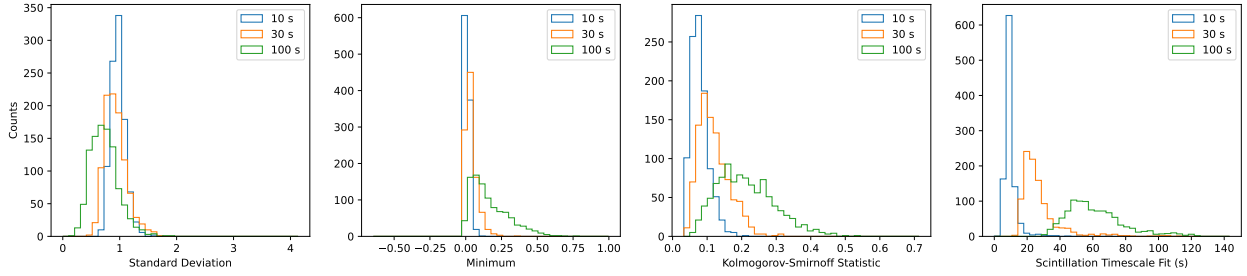 Counts
350
300
250
200
150
100
50
0
0 1 2 3 4
Standard Deviation
10 s
30 s
100 s
600
500
400
300
200
100
0
−0.50 −0.25 0.00 0.25 0.50 0.75 1.00
Minimum
10 s
30 s
100 s
250
200
150
100
50
0
0.0 0.1 0.2 0.3 0.4 0.5 0.6 0.7
Kolmogorov-Smirnoff Statistic
10 s
30 s
100 s
600
500
400
300
200
100
0
0 20 40 60 80 100 120 140
Scintillation Timescale Fit (s)
10 s
30 s
100 s